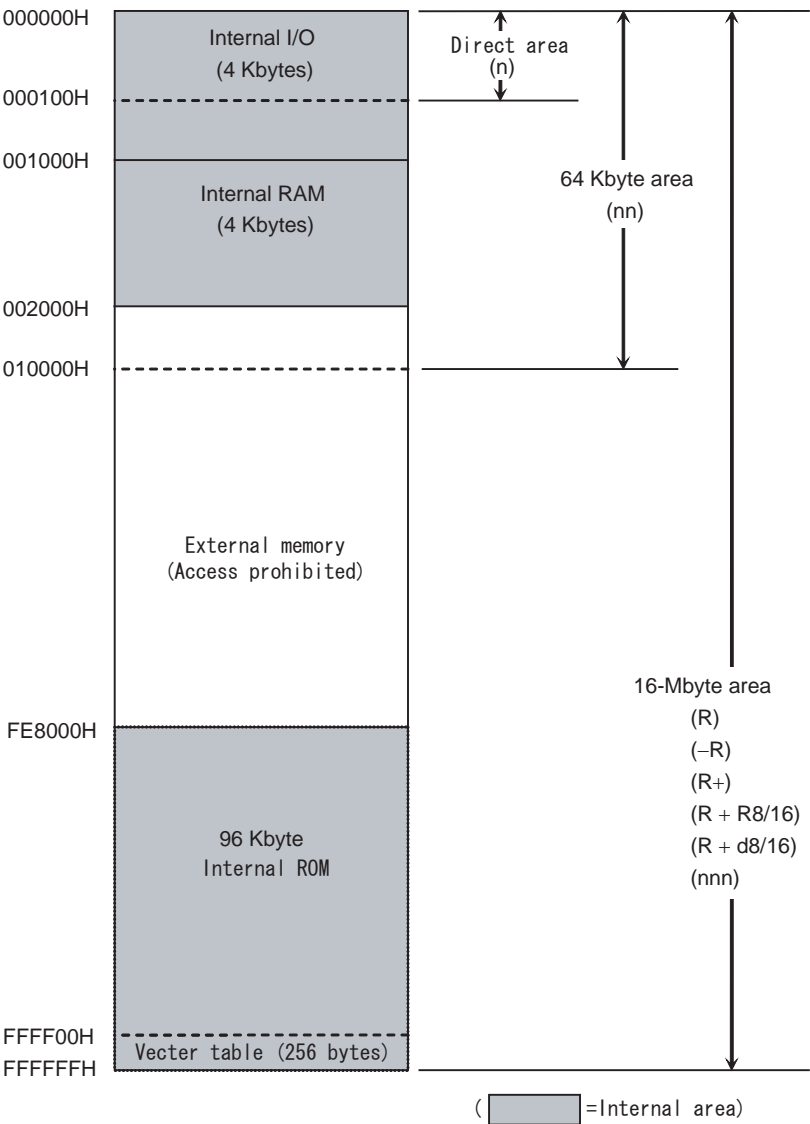 000000H
Internal I/O
(4 Kbytes)
Direct area
(n)
000100H
001000H
Internal RAM
(4 Kbytes)
64 Kbyte area
(nn)
002000H
010000H
External memory
(Access prohibited)
16-Mbyte area
(R)
(−R)
(R+)
(R + R8/16)
(R + d8/16)
(nnn)
FE8000H
96 Kbyte
Internal ROM
FFFF00H
Vecter table (256 bytes)
FFFFFFH
( =Internal area)